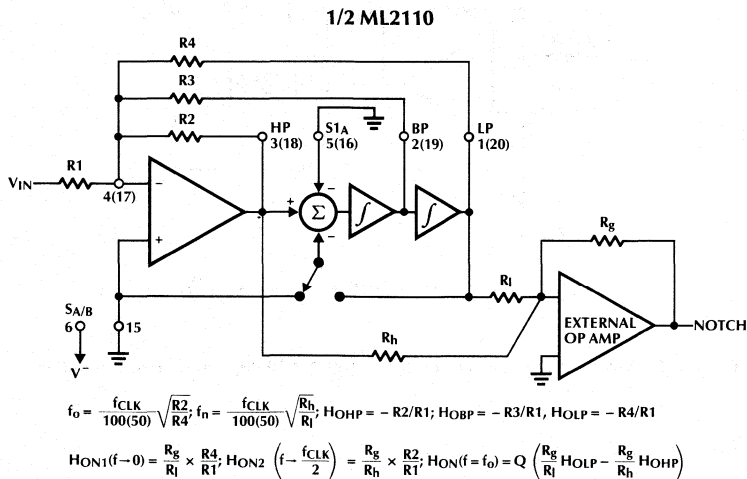 1/2 ML2110
R4
R3
R2
HP
3(18)
S1A
5(16)
BP
2(19)
LP
1(20)
R1
VIN
4(17)
−
+
+
−
Σ
−
∫
∫
Rg
Rl
SA/B
6
15
V−
Rh
EXTERNAL
OP AMP
NOTCH
fo = fCLK/100(50) √R2/R4; fn = fCLK/100(50) √Rh/Rl; HOHP = − R2/R1; HOBP = − R3/R1, HOLP = − R4/R1
HON1(f→0) = Rg/Rl × R4/R1; HON2 (f→ fCLK/2) = Rg/Rh × R2/R1; HON(f = fo) = Q (Rg/Rl HOLP − Rg/Rh HOHP)